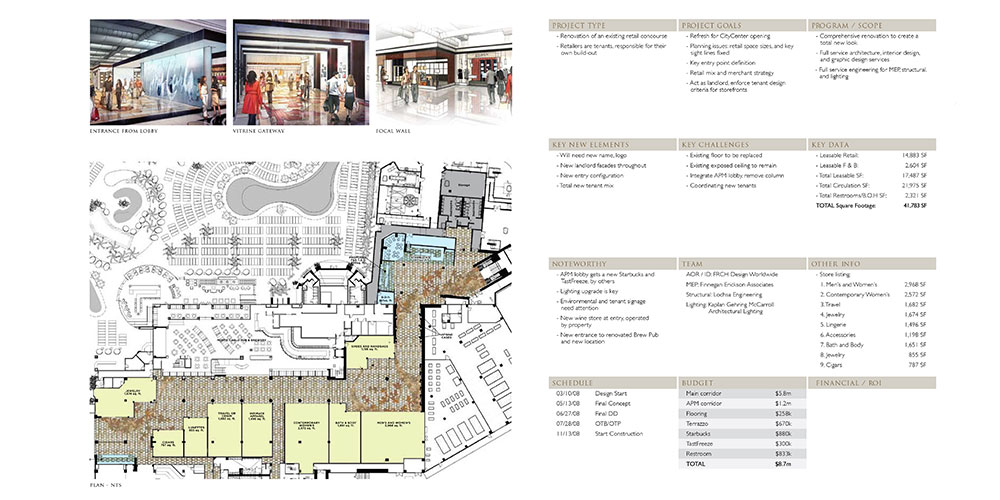 ENTRANCE FROM LOBBY
VITRINE GATEWAY
FOCAL WALL
PROJECT TYPE
- Renovation of an existing retail concourse
- Retailers are tenants, responsible for their
own build-out
PROJECT GOALS
- Refresh for CityCenter opening
- Planning issues: retail space sizes, and key
sight lines fixed
- Key entry point definition
- Retail mix and merchant strategy
- Act as landlord, enforce tenant design
criteria for storefronts
PROGRAM / SCOPE
- Comprehensive renovation to create a
total new look
- Full service architecture, interior design,
and graphic design services
- Full service engineering for MEP, structural,
and lighting
KEY NEW ELEMENTS
- Will need new name, logo
- New landlord facades throughout
- New entry configuration
- Total new tenant mix
KEY CHALLENGES
- Existing floor to be replaced
- Existing exposed ceiling to remain
- Integrate APM lobby, remove column
- Coordinating new tenants
KEY DATA
- Leasable Retail: 14,883 SF
- Leasable F & B: 2,604 SF
- Total Leasable SF: 17,487 SF
- Total Circulation SF: 21,975 SF
- Total Restrooms/B.O.H SF: 2,321 SF
TOTAL Square Footage: 41,783 SF
NOTEWORTHY
- APM lobby gets a new Starbucks and
TastFreeze, by others
- Lighting upgrade is key
- Environmental and tenant signage
need attention
- New wine store at entry, operated
by property
- New entrance to renovated Brew Pub
and new location
TEAM
AOR / ID: FRCH Design Worldwide
MEP: Finnegan Erickson Associates
Structural: Lochsa Engineering
Lighting: Kaplan Gehring McCarroll
Architectural Lighting
OTHER INFO
- Store listing:
1. Men's and Women's 2,968 SF
2. Contemporary Women's 2,572 SF
3. Travel 1,682 SF
4. Jewelry 1,674 SF
5. Lingerie 1,496 SF
6. Accessories 1,198 SF
7. Bath and Body 1,651 SF
8. Jewelry 855 SF
9. Cigars 787 SF
SCHEDULE
03/10/08 Design Start
05/13/08 Final Concept
06/27/08 Final DD
07/28/08 OTB/OTP
11/13/08 Start Construction
BUDGET
Main corridor $5.8m
APM corridor $1.2m
Flooring $258k
Terrazzo $670k
Starbucks $880k
TastFreeze $300k
Restroom $833k
TOTAL $8.7m
FINANCIAL / ROI
JEWELRY
CIGARS
CONTEMPORARY
WOMEN'S
BATH & BODY
MEN'S AND WOMEN'S
PLAN - NTS